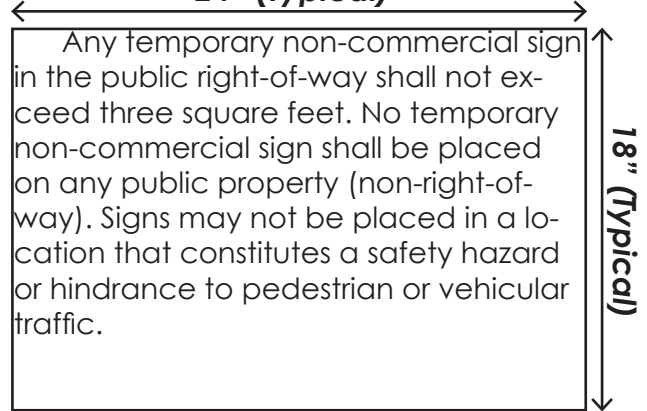 (Typical)
Any temporary non-commercial sign
in the public right-of-way shall not ex-
ceed three square feet. No temporary
non-commercial sign shall be placed
on any public property (non-right-of-
way). Signs may not be placed in a lo-
cation that constitutes a safety hazard
or hindrance to pedestrian or vehicular
traffic.
18” (Typical)